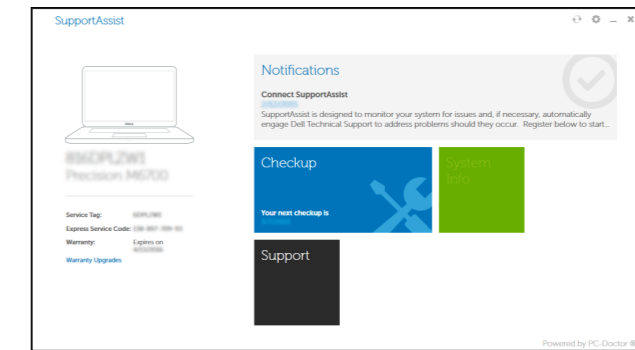 SupportAssist
Notifications
Connect SupportAssist
SupportAssist is designed to monitor your system for issues and, if necessary, automatically
engage Dell Technical Support to address problems should they occur. Register below to start...
Precision M6700
Checkup
System
Info
Your next checkup is
Service Tag:
Express Service Code:
Warranty: Expires on
Warranty Upgrades
Support
Powered by PC-Doctor ®